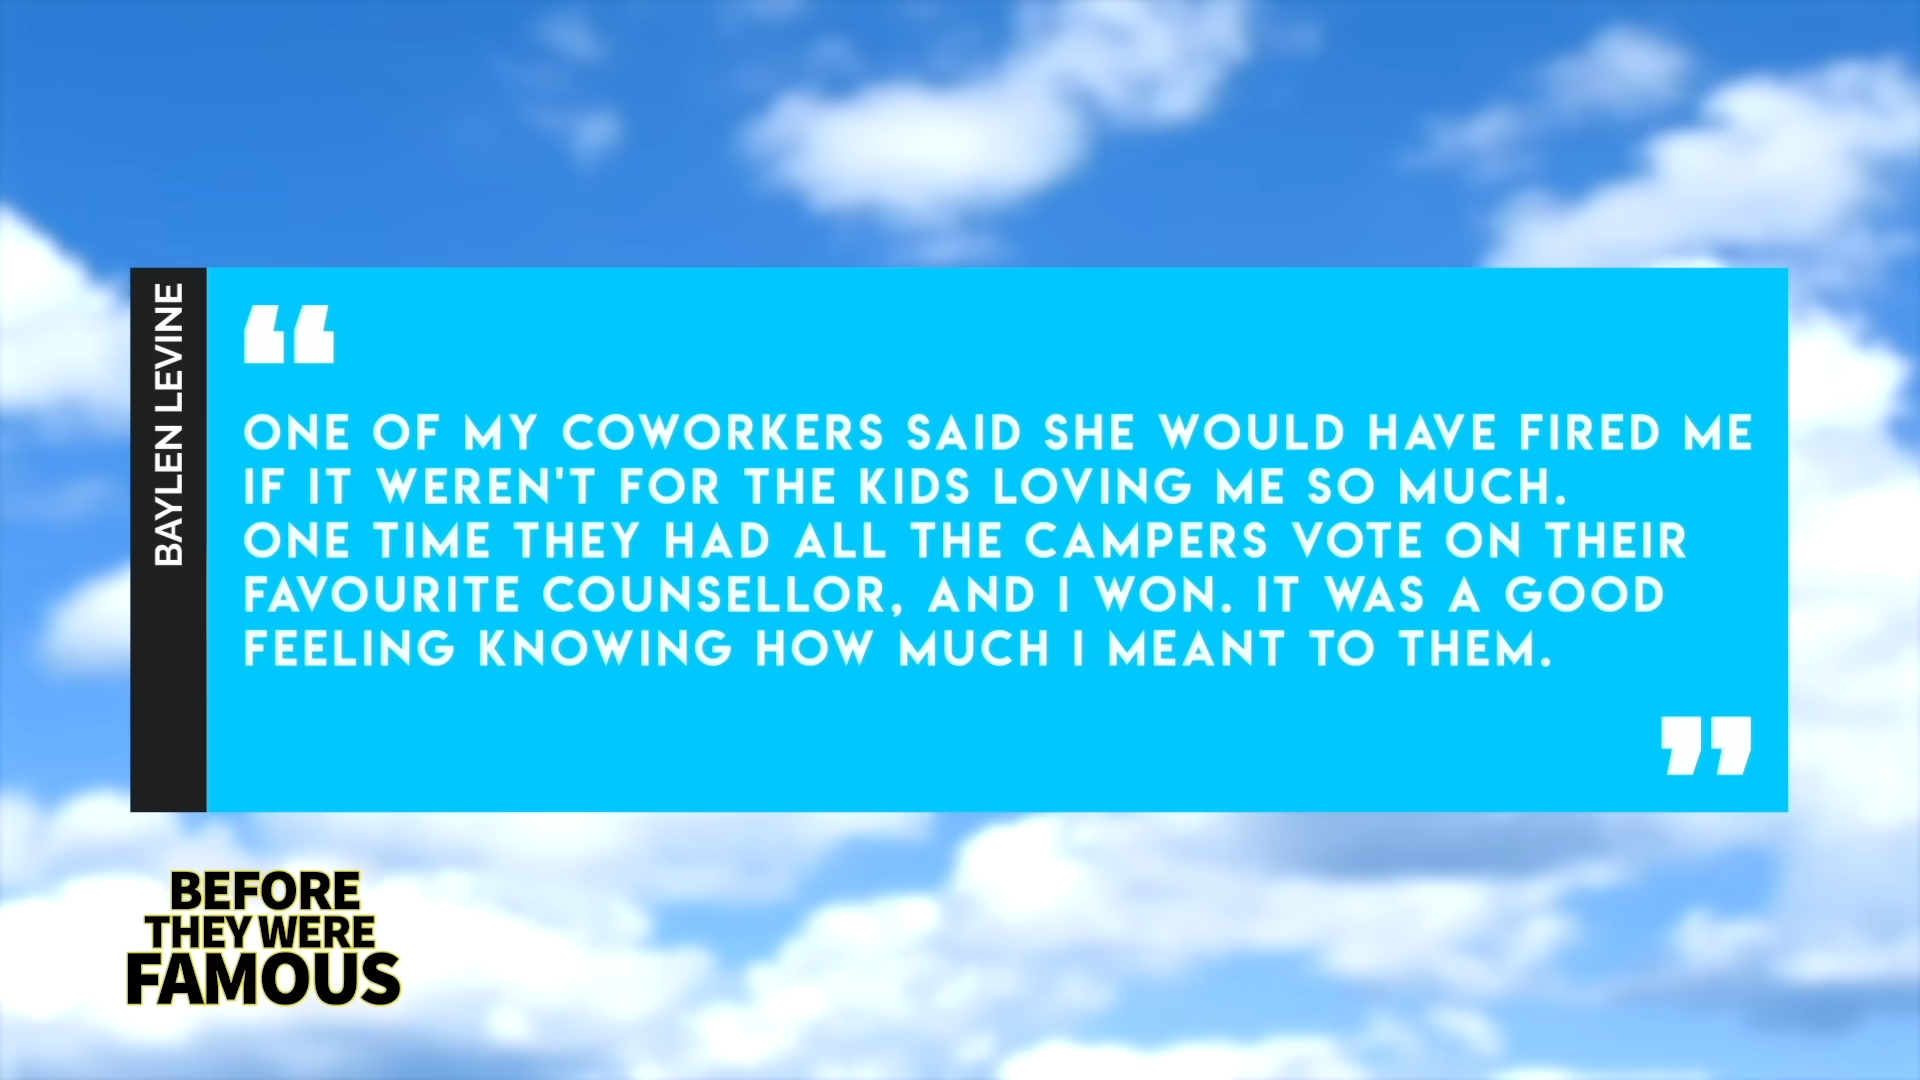 BAYLEN LEVINE
“
ONE OF MY COWORKERS SAID SHE WOULD HAVE FIRED ME
IF IT WEREN'T FOR THE KIDS LOVING ME SO MUCH.
ONE TIME THEY HAD ALL THE CAMPERS VOTE ON THEIR
FAVOURITE COUNSELLOR, AND I WON. IT WAS A GOOD
FEELING KNOWING HOW MUCH I MEANT TO THEM.
”
BEFORE
THEY WERE
FAMOUS